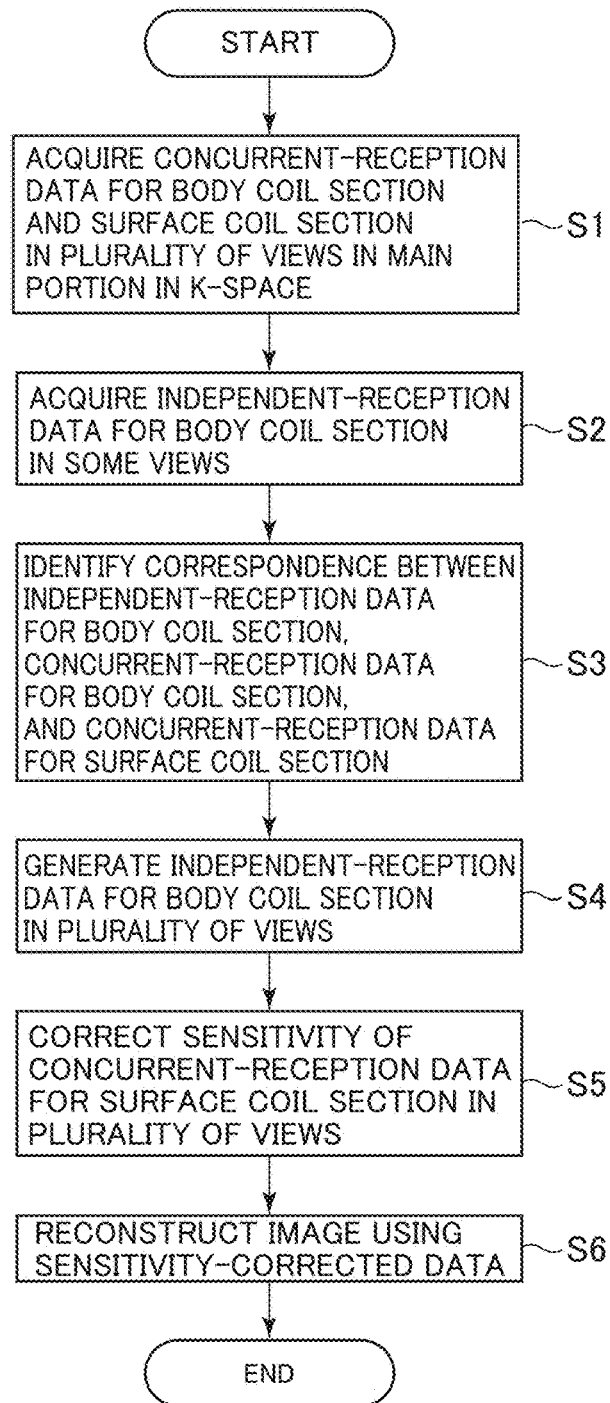 START
ACQUIRE CONCURRENT-RECEPTION
DATA FOR BODY COIL SECTION
AND SURFACE COIL SECTION
IN PLURALITY OF VIEWS IN MAIN
PORTION IN K-SPACE
S1
ACQUIRE INDEPENDENT-RECEPTION
DATA FOR BODY COIL SECTION
IN SOME VIEWS
S2
IDENTIFY CORRESPONDENCE BETWEEN
INDEPENDENT-RECEPTION DATA
FOR BODY COIL SECTION,
CONCURRENT-RECEPTION DATA
FOR BODY COIL SECTION,
AND CONCURRENT-RECEPTION DATA
FOR SURFACE COIL SECTION
S3
GENERATE INDEPENDENT-RECEPTION
DATA FOR BODY COIL SECTION
IN PLURALITY OF VIEWS
S4
CORRECT SENSITIVITY OF
CONCURRENT-RECEPTION DATA
FOR SURFACE COIL SECTION IN
PLURALITY OF VIEWS
S5
RECONSTRUCT IMAGE USING
SENSITIVITY-CORRECTED DATA
S6
END